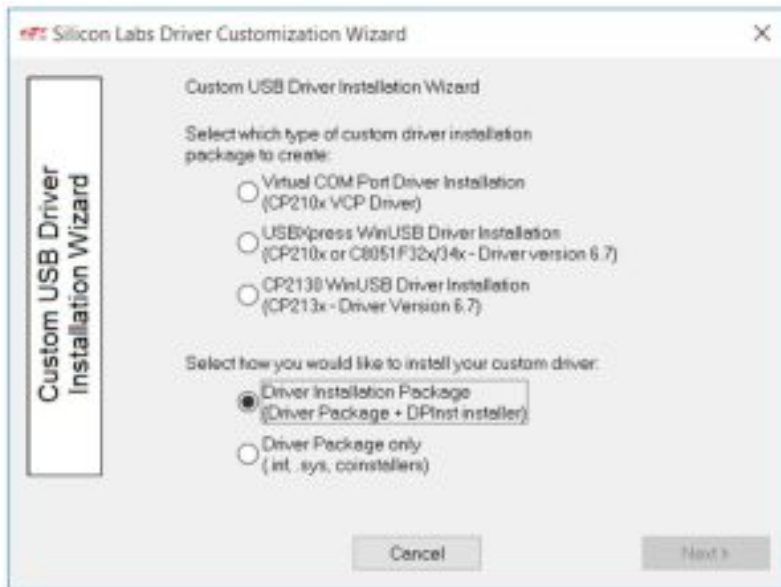 Silicon Labs Driver Customization Wizard
Custom USB Driver
Installation Wizard
Custom USB Driver Installation Wizard
Select which type of custom driver installation
package to create:
Virtual COM Port Driver Installation
(CP210x VCP Driver)
USBXpress WinUSB Driver Installation
(CP210x or C8051F32x/34x - Driver version 6.7)
CP2130 WinUSB Driver Installation
(CP213x - Driver Version 6.7)
Select how you would like to install your custom driver:
Driver Installation Package
(Driver Package + DPInst installer)
Driver Package only
(.inf, .sys, coinstallers)
Cancel
Next >